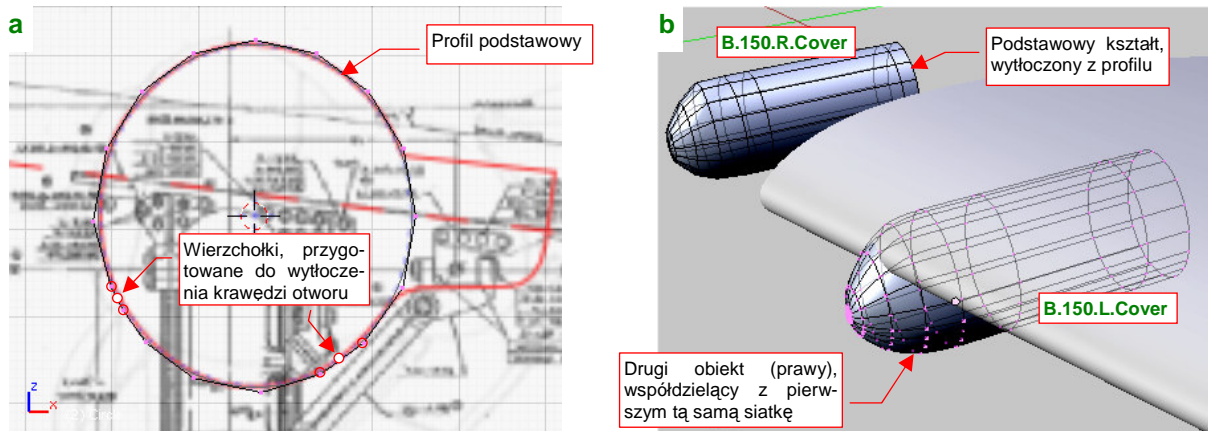 a
Profil podstawowy
Wierzchołki, przygo-
towane do wytłocze-
nia krawędzi otworu
z
x
b
B.150.R.Cover
Podstawowy kształt,
wytłoczony z profilu
B.150.L.Cover
Drugi obiekt (prawy),
współdzielący z pierw-
szym tą samą siatkę